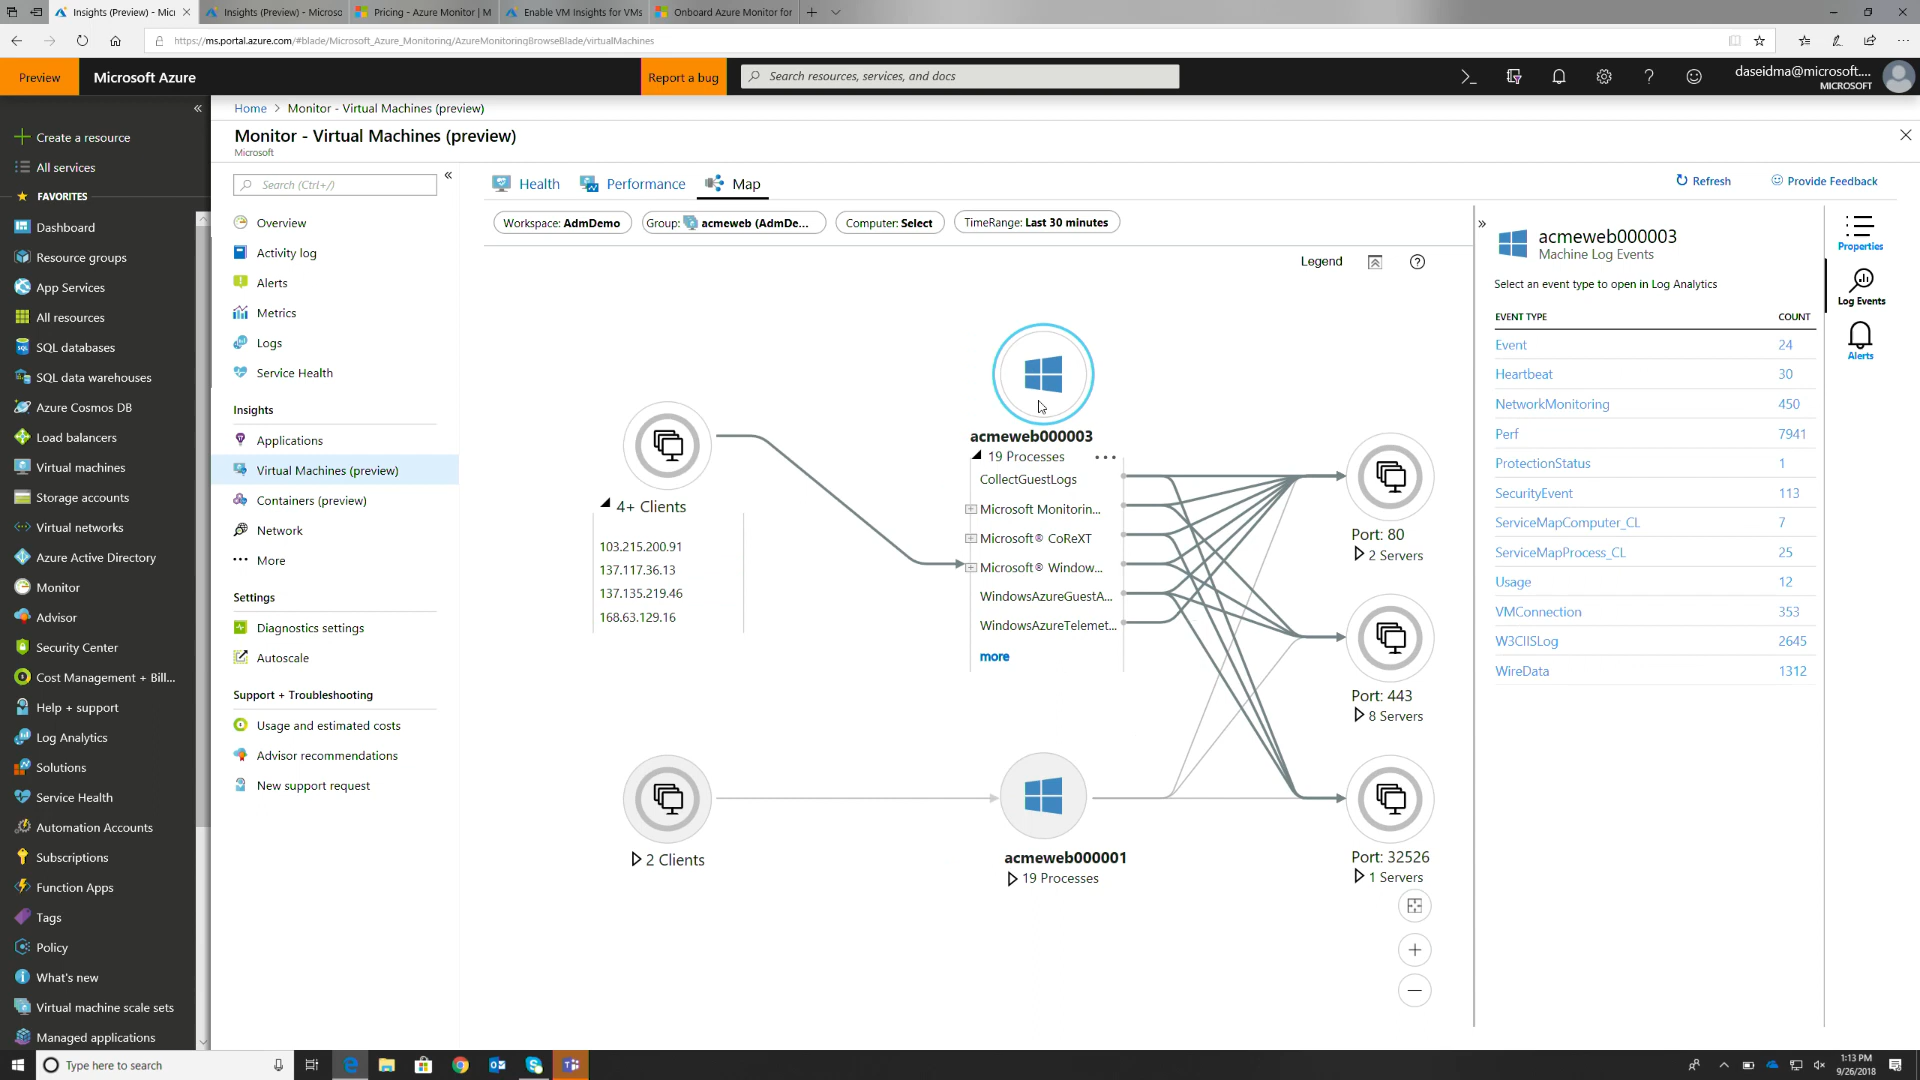 Insights (Preview) - Micr
Insights (Preview) - Microso
Pricing - Azure Monitor | M
Enable VM Insights for VMs
Onboard Azure Monitor for
https://ms.portal.azure.com/#blade/Microsoft_Azure_Monitoring/AzureMonitoringBrowseBlade/virtualMachines
Preview
Microsoft Azure
Report a bug
Search resources, services, and docs
daseidma@microsoft....
MICROSOFT
Create a resource
All services
FAVORITES
Dashboard
Resource groups
App Services
All resources
SQL databases
SQL data warehouses
Azure Cosmos DB
Load balancers
Virtual machines
Storage accounts
Virtual networks
Azure Active Directory
Monitor
Advisor
Security Center
Cost Management + Bill...
Help + support
Log Analytics
Solutions
Service Health
Automation Accounts
Subscriptions
Function Apps
Tags
Policy
What's new
Virtual machine scale sets
Managed applications
Home > Monitor - Virtual Machines (preview)
Monitor - Virtual Machines (preview)
Microsoft
Search (Ctrl+/)
Overview
Activity log
Alerts
Metrics
Logs
Service Health
Insights
Applications
Virtual Machines (preview)
Containers (preview)
Network
More
Settings
Diagnostics settings
Autoscale
Support + Troubleshooting
Usage and estimated costs
Advisor recommendations
New support request
Health
Performance
Map
Refresh
Provide Feedback
Workspace: AdmDemo
Group: acmeweb (AdmDe...
Computer: Select
TimeRange: Last 30 minutes
Legend
4+ Clients
103.215.200.91
137.117.36.13
137.135.219.46
168.63.129.16
acmeweb000003
19 Processes
CollectGuestLogs
Microsoft Monitorin...
Microsoft® CoReXT
Microsoft® Window...
WindowsAzureGuestA...
WindowsAzureTelemet...
more
Port: 80
2 Servers
Port: 443
8 Servers
Port: 32526
1 Servers
2 Clients
acmeweb000001
19 Processes
acmeweb000003
Machine Log Events
Select an event type to open in Log Analytics
EVENT TYPE COUNT
Event 24
Heartbeat 30
NetworkMonitoring 450
Perf 7941
ProtectionStatus 1
SecurityEvent 113
ServiceMapComputer_CL 7
ServiceMapProcess_CL 25
Usage 12
VMConnection 353
W3CIISLog 2645
WireData 1312
Properties
Log Events
Alerts
Type here to search
1:13 PM
9/26/2018